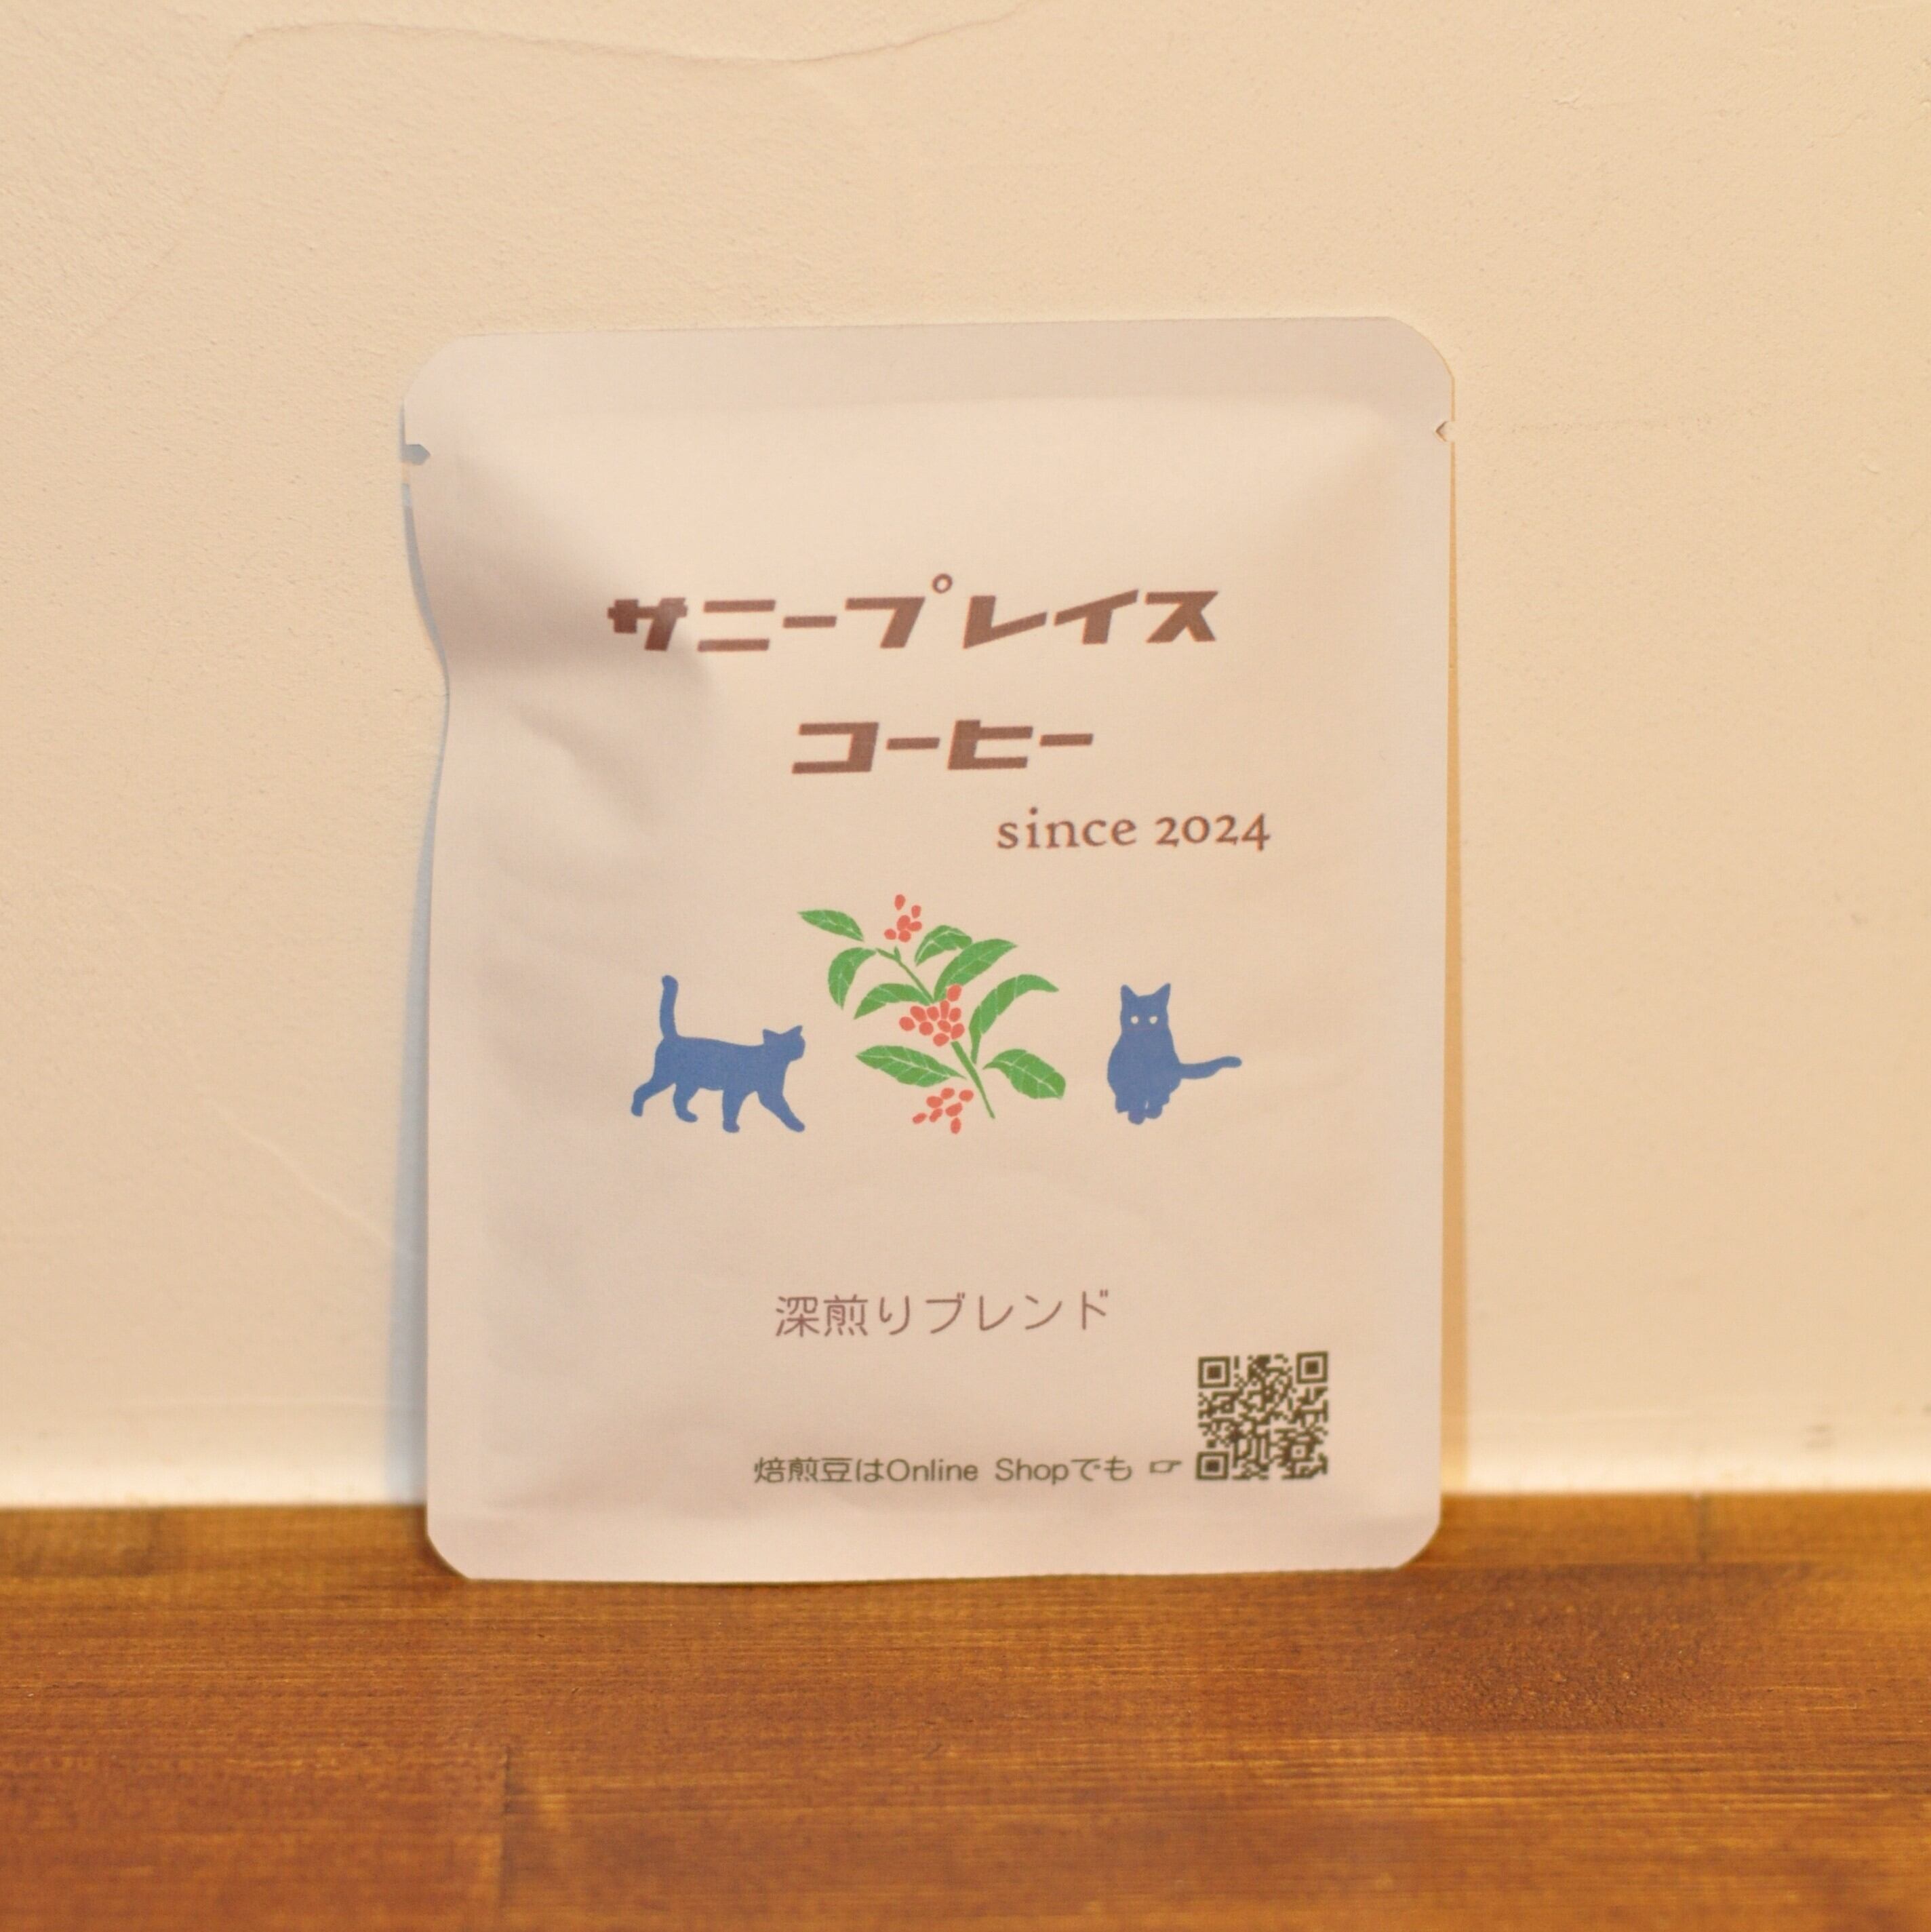 サニープレイス
コーヒー
since 2024
深煎りブレンド
焙煎豆はOnline Shopでも ☞